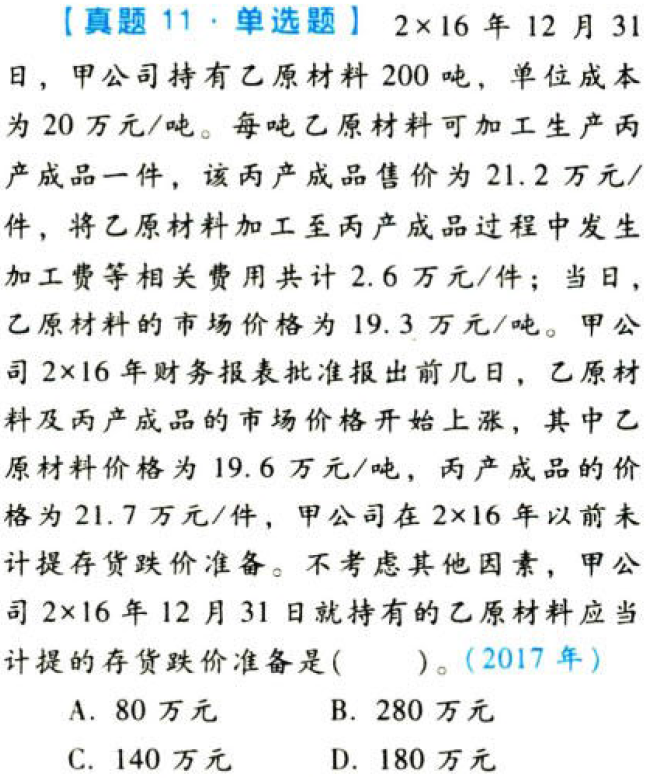 【真题 11·单选题】 2×16 年 12 月 31
日，甲公司持有乙原材料 200 吨，单位成本
为 20 万元/吨。每吨乙原材料可加工生产丙
产成品一件，该丙产成品售价为 21.2 万元/
件，将乙原材料加工至丙产成品过程中发生
加工费等相关费用共计 2.6 万元/件；当日，
乙原材料的市场价格为 19.3 万元/吨。甲公
司 2×16 年财务报表批准报出前几日，乙原材
料及丙产成品的市场价格开始上涨，其中乙
原材料价格为 19.6 万元/吨，丙产成品的价
格为 21.7 万元/件，甲公司在 2×16 年以前未
计提存货跌价准备。不考虑其他因素，甲公
司 2×16 年 12 月 31 日就持有的乙原材料应当
计提的存货跌价准备是(　　)。(2017 年)
A. 80 万元　　B. 280 万元
C. 140 万元　　D. 180 万元